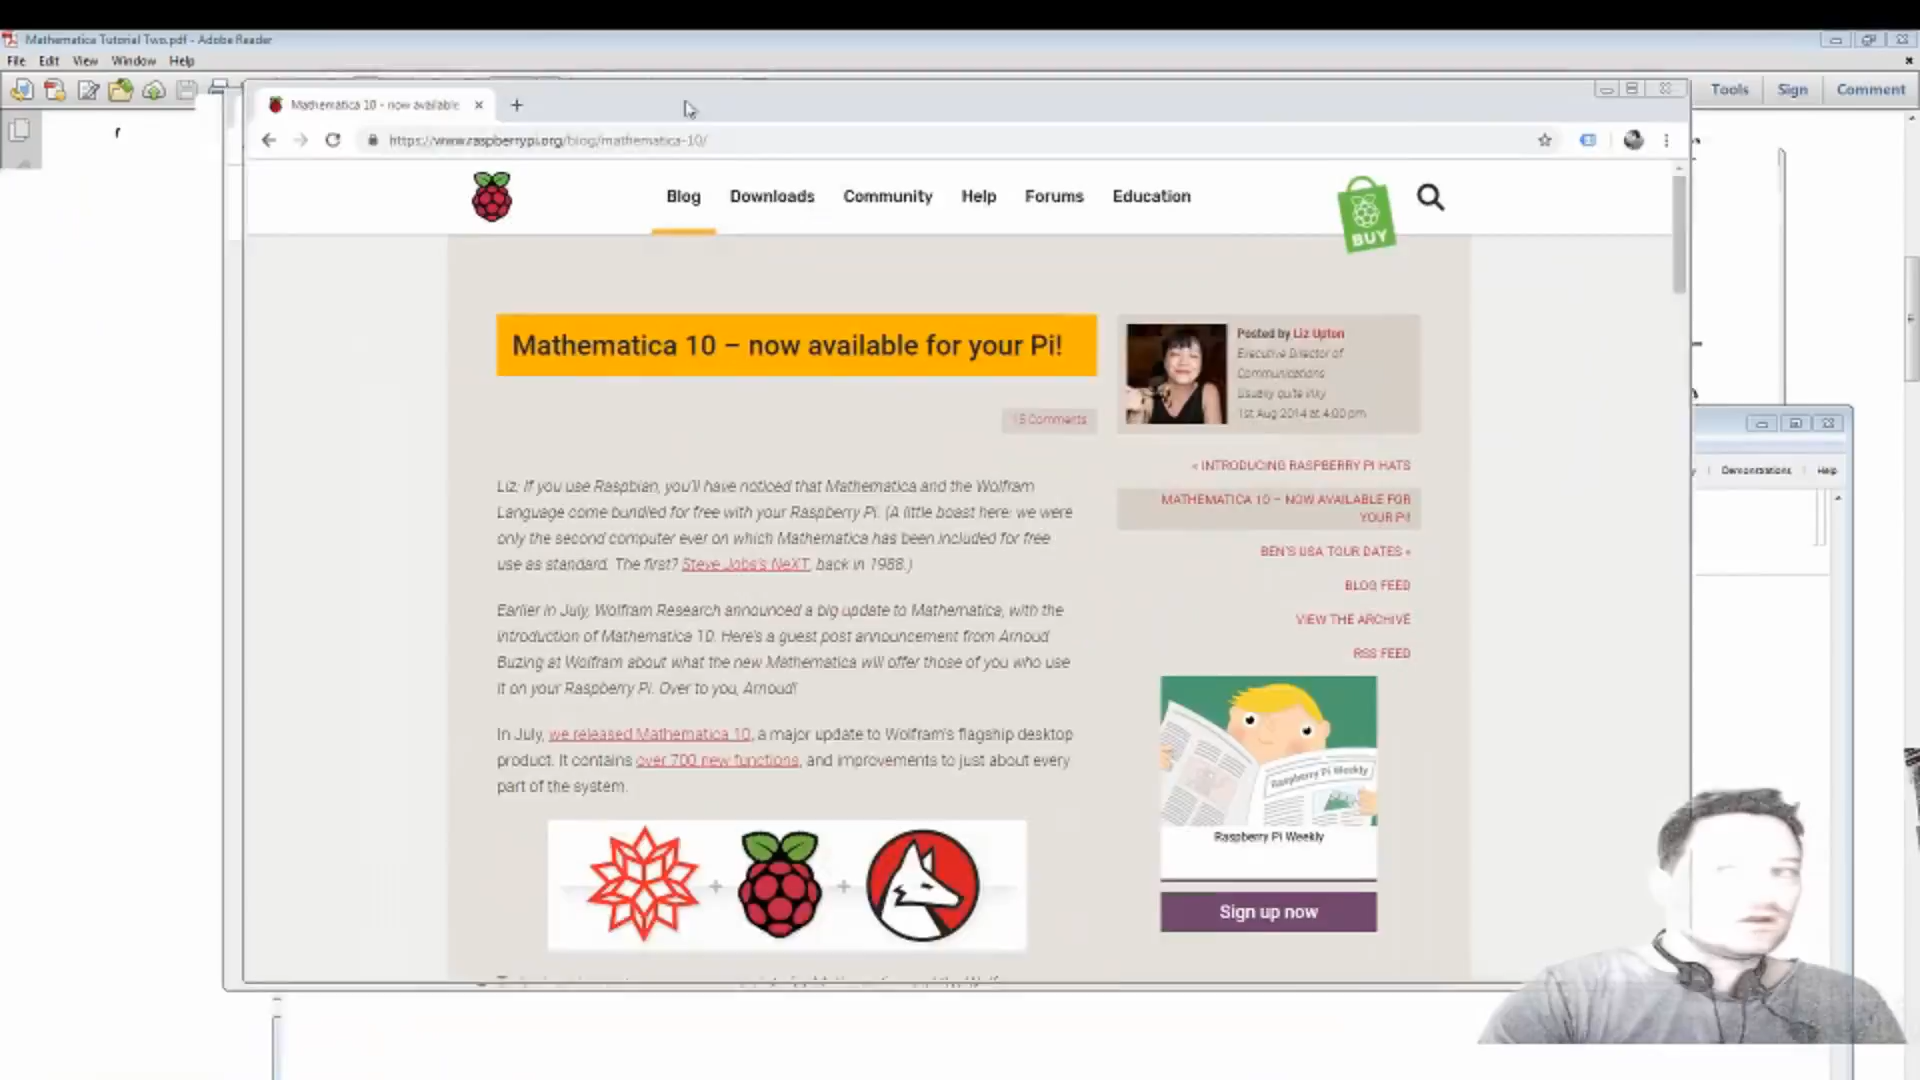 Mathematica Tutorial Two.pdf - Adobe Reader
File Edit View Window Help
Tools Sign Comment
Mathematica 10 - now available
https://www.raspberrypi.org/blog/mathematica-10/
Blog Downloads Community Help Forums Education
BUY
Mathematica 10 – now available for your Pi!
Posted by Liz Upton
Executive Director of
Communications
Usually quite inky
1st Aug 2014 at 4:00 pm
15 Comments
« INTRODUCING RASPBERRY PI HATS
MATHEMATICA 10 – NOW AVAILABLE FOR
YOUR PI!
BEN'S USA TOUR DATES »
BLOG FEED
VIEW THE ARCHIVE
RSS FEED
Liz: If you use Raspbian, you'll have noticed that Mathematica and the Wolfram
Language come bundled for free with your Raspberry Pi. (A little boast here: we were
only the second computer ever on which Mathematica has been included for free
use as standard. The first? Steve Jobs's NeXT, back in 1988.)
Earlier in July, Wolfram Research announced a big update to Mathematica, with the
introduction of Mathematica 10. Here's a guest post announcement from Arnoud
Buzing at Wolfram about what the new Mathematica will offer those of you who use
it on your Raspberry Pi. Over to you, Arnoud!
In July, we released Mathematica 10, a major update to Wolfram's flagship desktop
product. It contains over 700 new functions, and improvements to just about every
part of the system.
Raspberry Pi Weekly
Raspberry Pi Weekly
Sign up now
Demonstrations Help